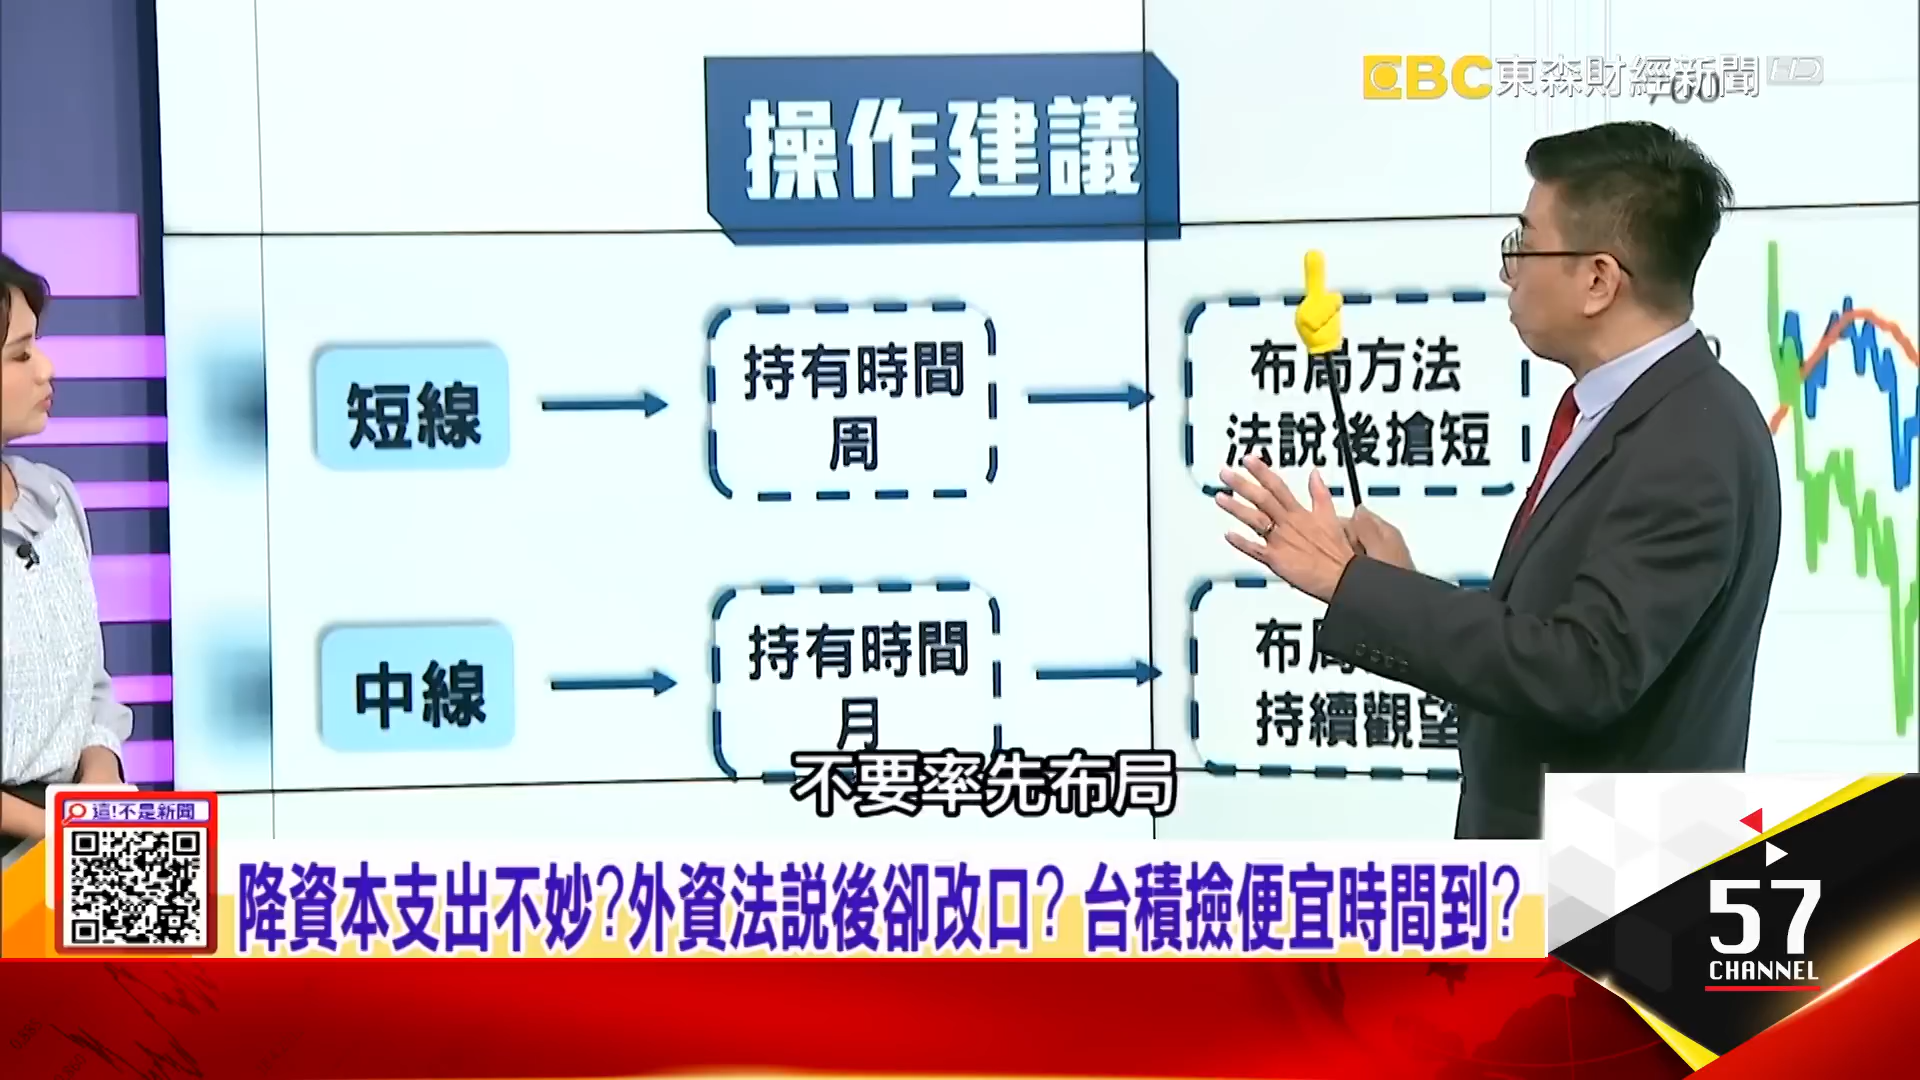 EBC東森財經新聞 HD
操作建議
短線
持有時間
周
布局方法
法說後搶短
中線
持有時間
月
布局
持續觀望
不要率先布局
這!不是新聞
降資本支出不妙?外資法說後卻改口? 台積撿便宜時間到?
57
CHANNEL